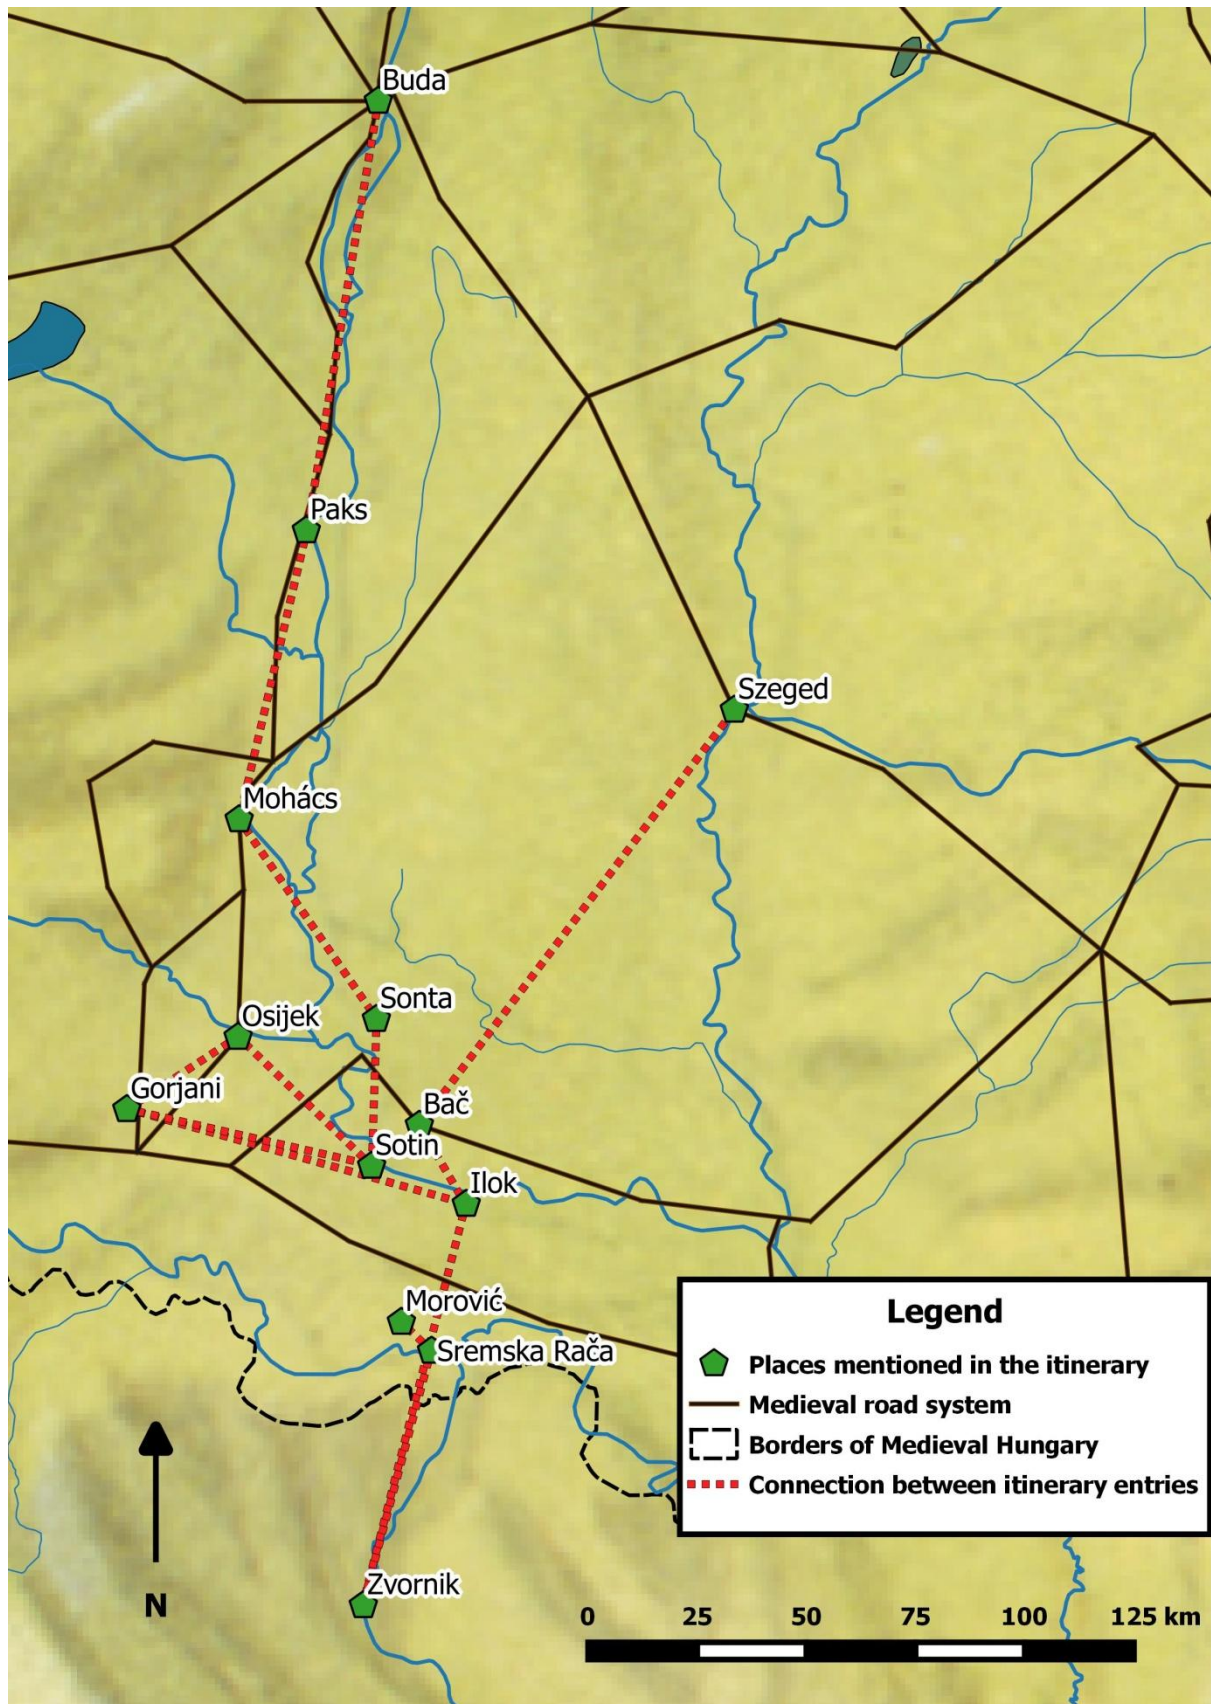 Buda
Paks
Szeged
Mohács
Sonta
Osijek
Gorjani
Bač
Sotin
Ilok
Morović
Sremska Rača
Zvornik
Legend
Places mentioned in the itinerary
Medieval road system
Borders of Medieval Hungary
Connection between itinerary entries
N
0 25 50 75 100 125 km